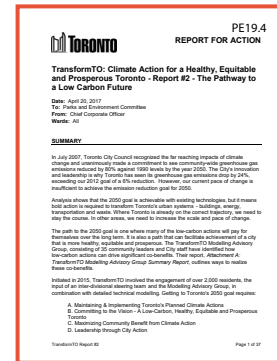 PE19.4
TORONTO
REPORT FOR ACTION
TransformTO: Climate Action for a Healthy, Equitable
and Prosperous Toronto - Report #2 - The Pathway to
a Low Carbon Future
Date: April 20, 2017
To: Parks and Environment Committee
From: Chief Corporate Officer
Wards: All
SUMMARY
In July 2007, Toronto City Council recognized the far reaching impacts of climate
change and unanimously made a commitment to see community-wide greenhouse gas
emissions reduced by 80% against 1990 levels by the year 2050. The City's innovation
and leadership is why Toronto has seen its greenhouse gas emissions drop by 24%,
exceeding our 2012 goal of a 6% reduction. However, our current pace of change is
insufficient to achieve the emission reduction goal for 2050.
Analysis shows that the 2050 goal is achievable with existing technologies, but it means
bold action is required to transform Toronto's urban systems - buildings, energy,
transportation and waste. Where Toronto is already on the correct trajectory, we need to
stay the course. In other areas, we need to increase the scale and pace of change.
The path to the 2050 goal is one where many of the low-carbon actions will pay for
themselves over the long term. It is also a path that can facilitate achievement of a city
that is more healthy, equitable and prosperous. The TransformTO Modelling Advisory
Group, consisting of 35 community leaders and City staff have identified how
low-carbon actions can drive significant co-benefits. Their report, Attachment A:
TransformTO Modelling Advisory Group Summary Report, outlines ways to realize
these co-benefits.
Initiated in 2015, TransformTO involved the engagement of over 2000 residents, the
input of an inter-divisional steering team and the Modelling Advisory Group, in
combination with detailed technical modelling. Getting to Toronto's 2050 goal requires:
A. Maintaining & Implementing Toronto's Planned Climate Actions
B. Committing to the Vision - A Low-Carbon, Healthy, Equitable and Prosperous
Toronto
C. Maximizing Community Benefit from Climate Action
D. Leadership through City Action
TransformTO Report #2
Page 1 of 37